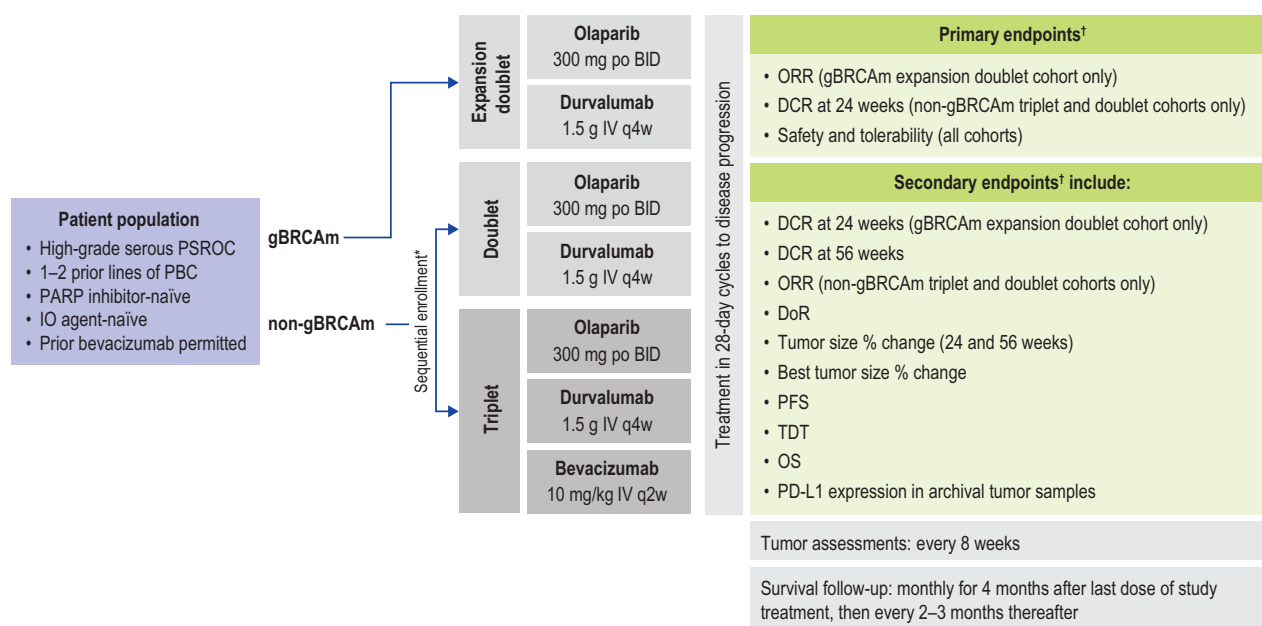 Patient population
• High-grade serous PSROC
• 1–2 prior lines of PBC
• PARP inhibitor-naïve
• IO agent-naïve
• Prior bevacizumab permitted
gBRCAm
non-gBRCAm
Sequential enrollment*
Expansion
doublet
Olaparib
300 mg po BID
Durvalumab
1.5 g IV q4w
Doublet
Olaparib
300 mg po BID
Durvalumab
1.5 g IV q4w
Triplet
Olaparib
300 mg po BID
Durvalumab
1.5 g IV q4w
Bevacizumab
10 mg/kg IV q2w
Treatment in 28-day cycles to disease progression
Primary endpoints†
• ORR (gBRCAm expansion doublet cohort only)
• DCR at 24 weeks (non-gBRCAm triplet and doublet cohorts only)
• Safety and tolerability (all cohorts)
Secondary endpoints† include:
• DCR at 24 weeks (gBRCAm expansion doublet cohort only)
• DCR at 56 weeks
• ORR (non-gBRCAm triplet and doublet cohorts only)
• DoR
• Tumor size % change (24 and 56 weeks)
• Best tumor size % change
• PFS
• TDT
• OS
• PD-L1 expression in archival tumor samples
Tumor assessments: every 8 weeks
Survival follow-up: monthly for 4 months after last dose of study
treatment, then every 2–3 months thereafter